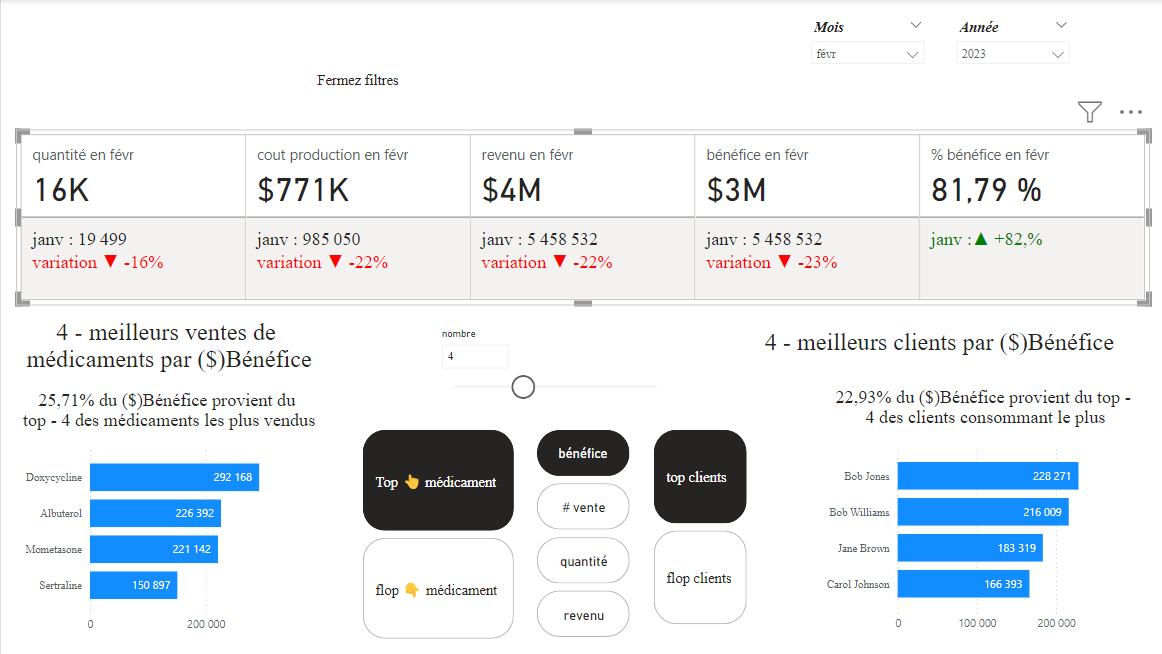 Mois
Année
févr
2023
Fermez filtres
quantité en févr
16K
janv : 19 499
variation ▼ -16%
cout production en févr
$771K
janv : 985 050
variation ▼ -22%
revenu en févr
$4M
janv : 5 458 532
variation ▼ -22%
bénéfice en févr
$3M
janv : 5 458 532
variation ▼ -23%
% bénéfice en févr
81,79 %
janv :▲ +82,%
4 - meilleurs ventes de
médicaments par ($)Bénéfice
25,71% du ($)Bénéfice provient du
top - 4 des médicaments les plus vendus
Doxycycline 292 168
Albuterol 226 392
Mometasone 221 142
Sertraline 150 897
0 200 000
nombre
4
Top 👆 médicament
flop 👇 médicament
bénéfice
# vente
quantité
revenu
top clients
flop clients
4 - meilleurs clients par ($)Bénéfice
22,93% du ($)Bénéfice provient du top -
4 des clients consommant le plus
Bob Jones 228 271
Bob Williams 216 009
Jane Brown 183 319
Carol Johnson 166 393
0 100 000 200 000